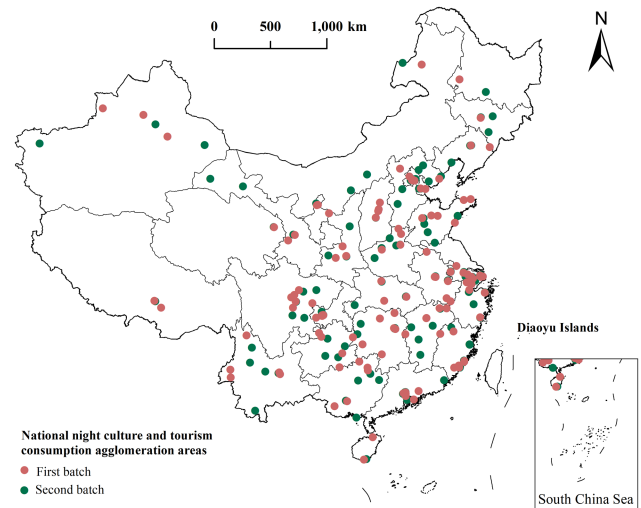 N
0 500 1,000 km
Diaoyu Islands
National night culture and tourism
consumption agglomeration areas
First batch
Second batch
South China Sea